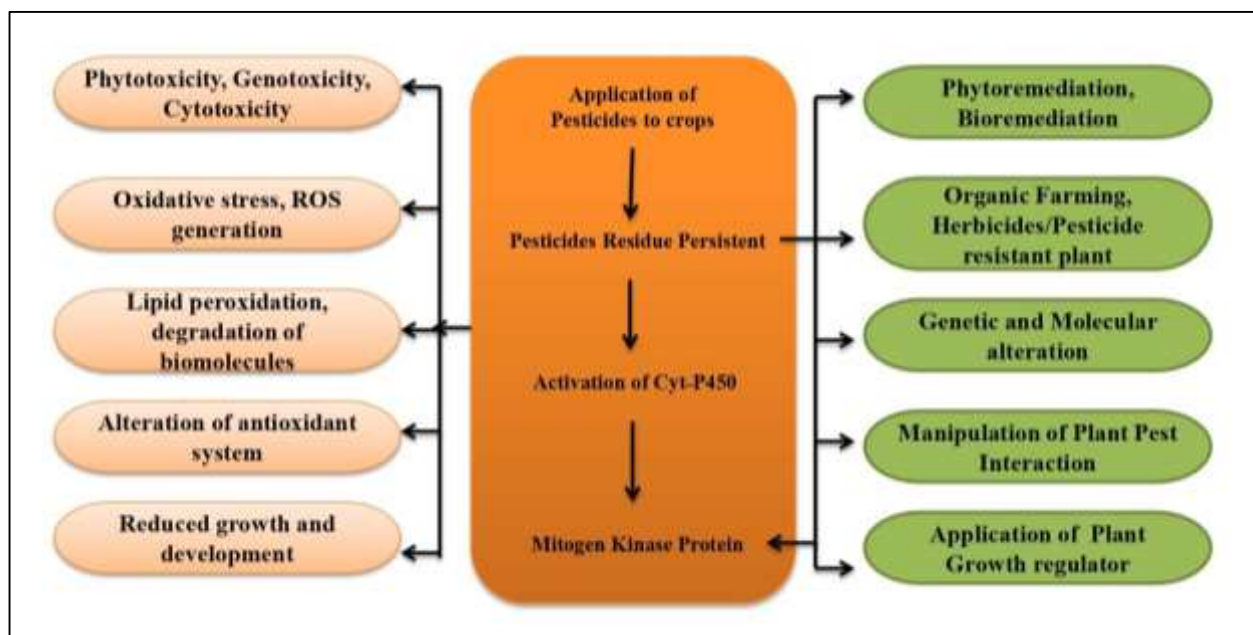 Phytotoxicity, Genotoxicity,
Cytotoxicity
Oxidative stress, ROS
generation
Lipid peroxidation,
degradation of
biomolecules
Alteration of antioxidant
system
Reduced growth and
development
Application of
Pesticides to crops
Pesticides Residue Persistent
Activation of Cyt-P450
Mitogen Kinase Protein
Phytoremediation,
Bioremediation
Organic Farming,
Herbicides/Pesticide
resistant plant
Genetic and Molecular
alteration
Manipulation of Plant Pest
Interaction
Application of Plant
Growth regulator